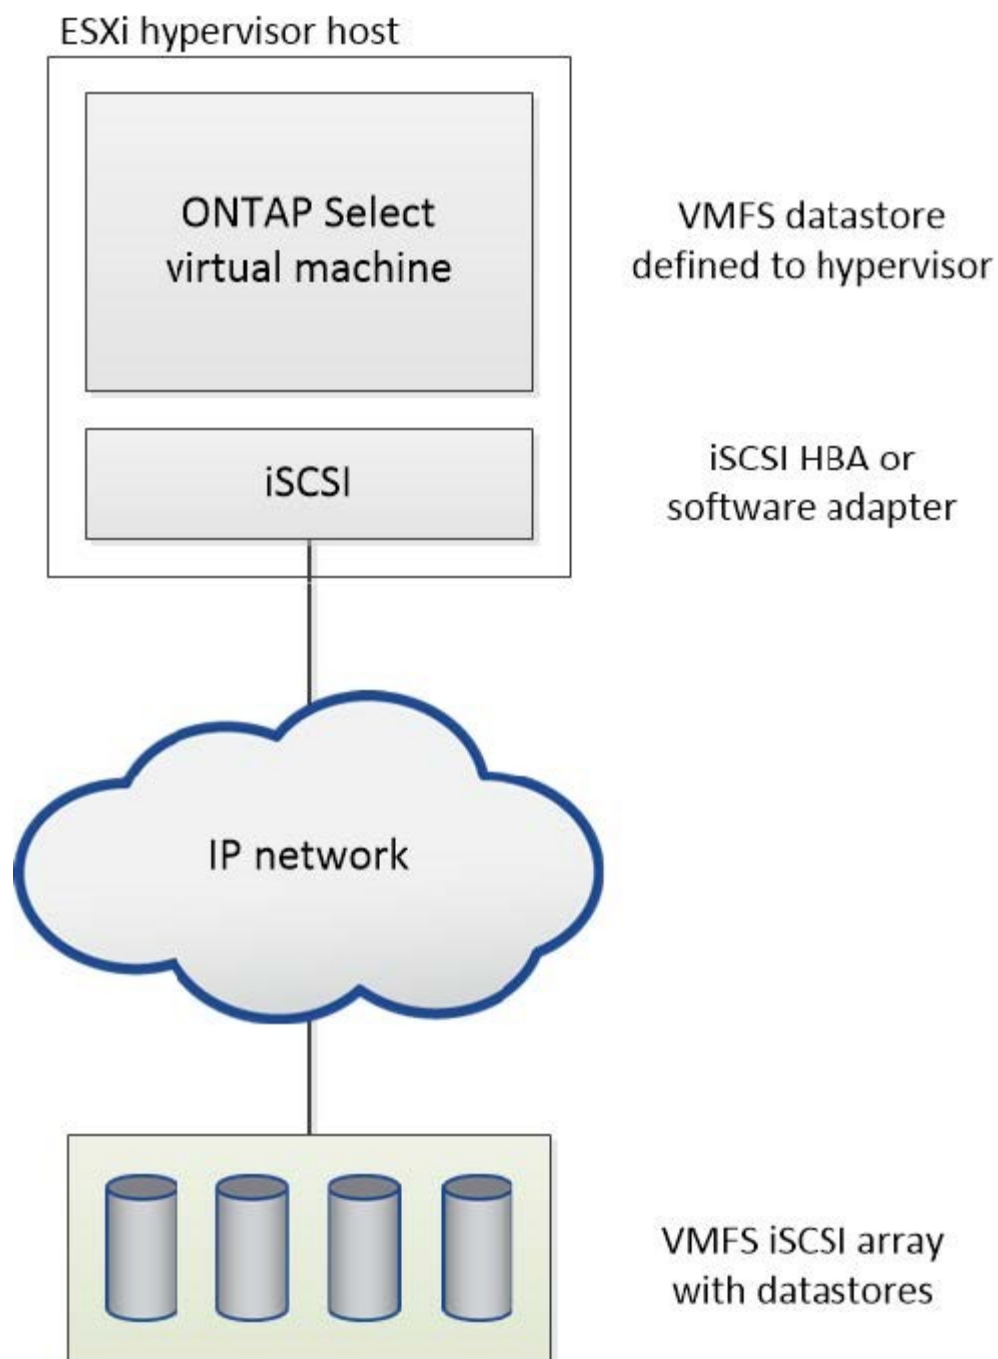 ESXi hypervisor host
ONTAP Select
virtual machine
VMFS datastore
defined to hypervisor
iSCSI
iSCSI HBA or
software adapter
IP network
VMFS iSCSI array
with datastores